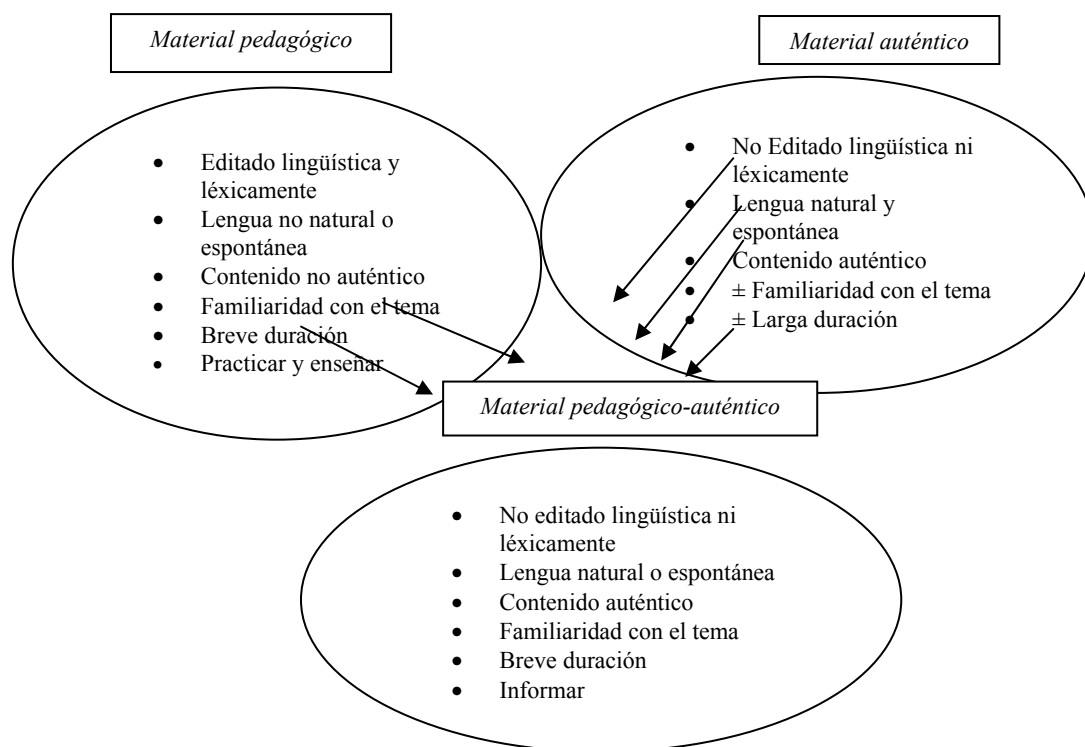 Material pedagógico
Material auténtico
• Editado lingüística y
léxicamente
• Lengua no natural o
espontánea
• Contenido no auténtico
• Familiaridad con el tema
• Breve duración
• Practicar y enseñar
• No Editado lingüística ni
léxicamente
• Lengua natural y
espontánea
• Contenido auténtico
• ± Familiaridad con el tema
• ± Larga duración
Material pedagógico-auténtico
• No editado lingüística ni
léxicamente
• Lengua natural o espontánea
• Contenido auténtico
• Familiaridad con el tema
• Breve duración
• Informar